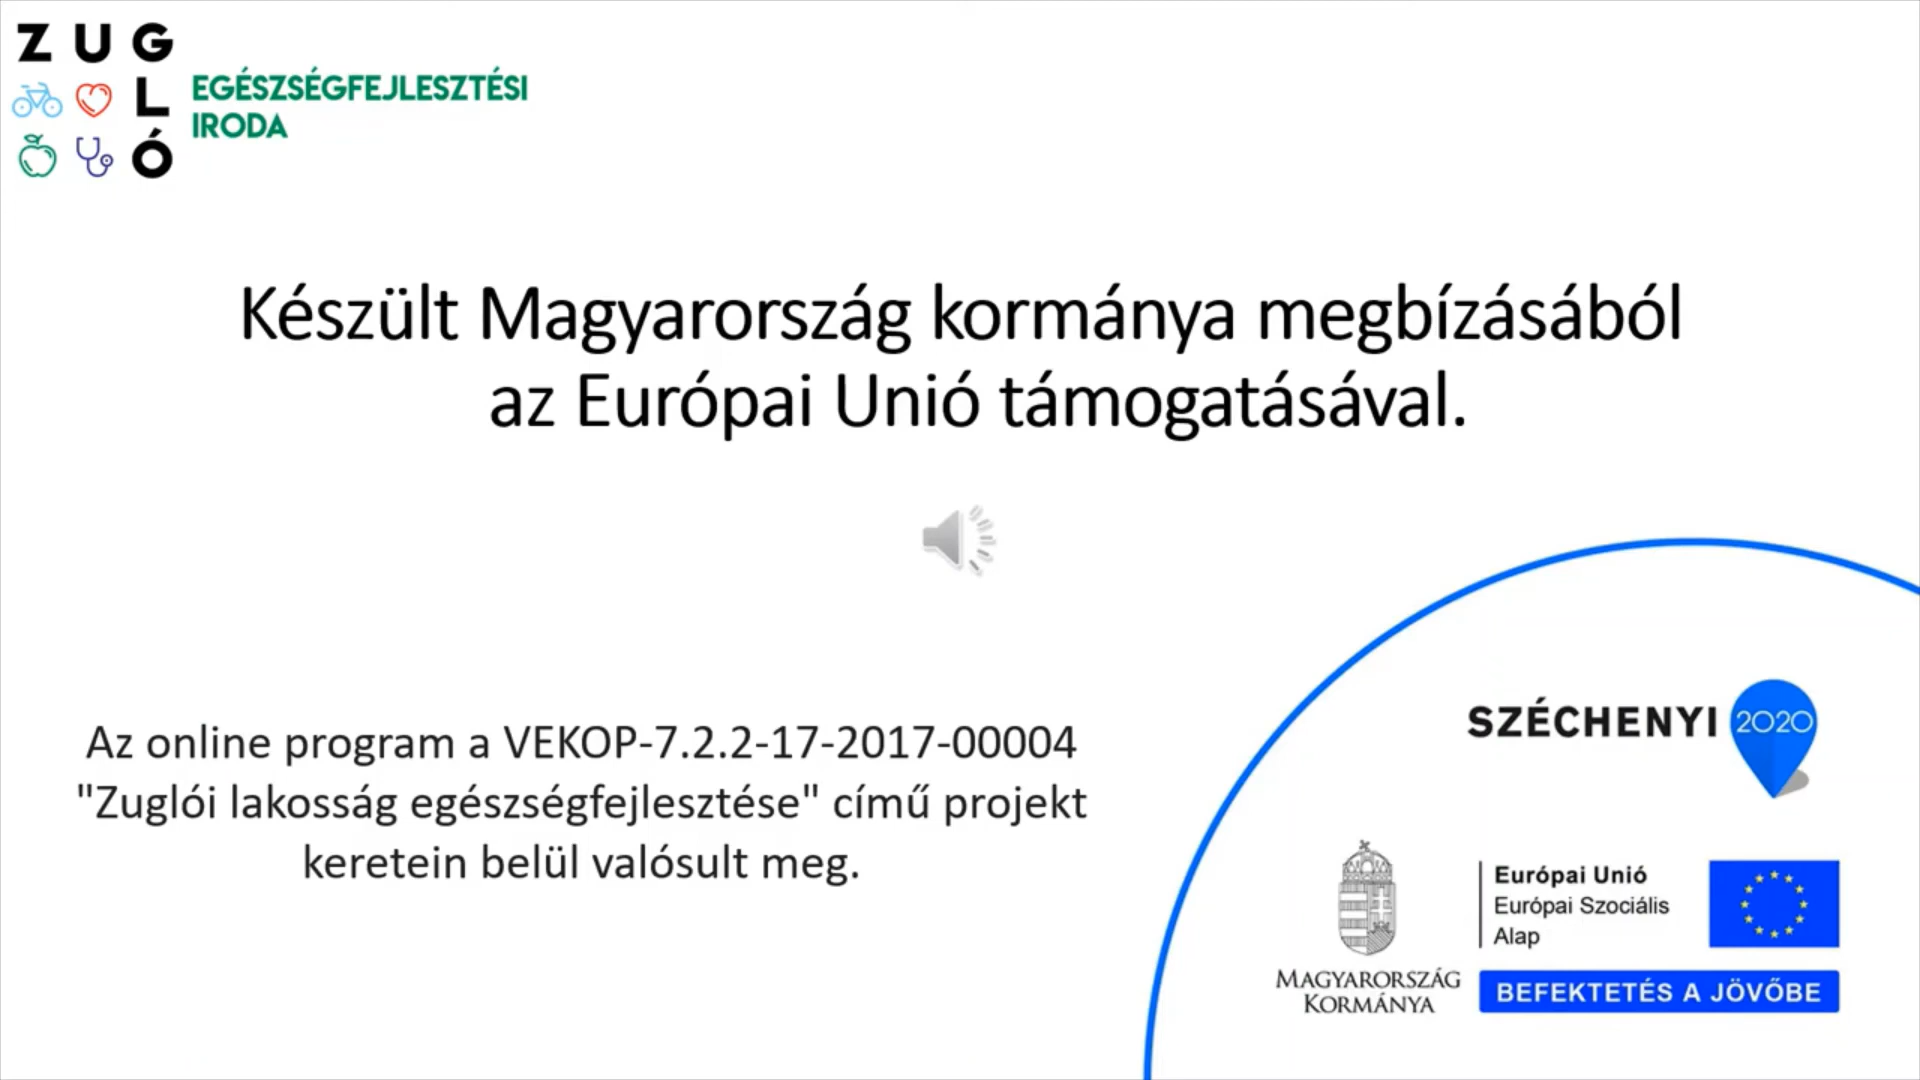 ZUG
L
Ó
EGÉSZSÉGFEJLESZTÉSI
IRODA
Készült Magyarország kormánya megbízásából
az Európai Unió támogatásával.
Az online program a VEKOP-7.2.2-17-2017-00004
"Zuglói lakosság egészségfejlesztése" című projekt
keretein belül valósult meg.
SZÉCHENYI 2020
Európai Unió
Európai Szociális
Alap
MAGYARORSZÁG
KORMÁNYA
BEFEKTETÉS A JÖVŐBE